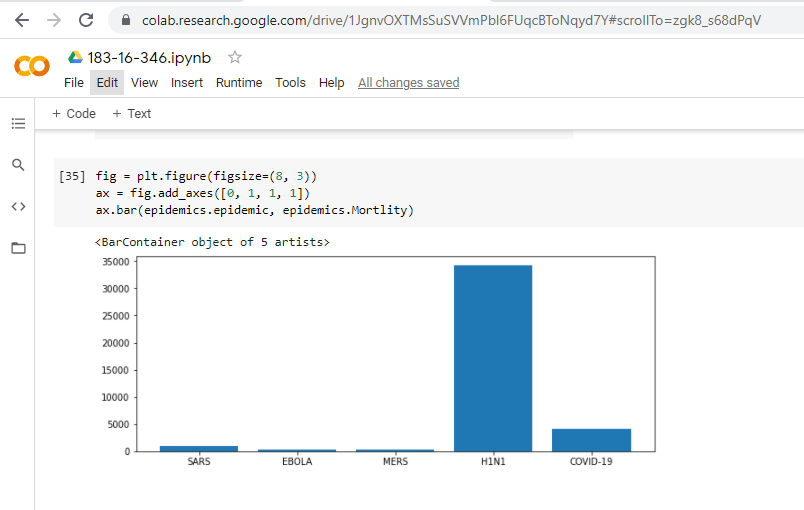 colab.research.google.com/drive/1JgnvOXTMsSuSVVmPbl6FUqcBToNqyd7Y#scrollTo=zgk8_s68dPqV
183-16-346.ipynb
File Edit View Insert Runtime Tools Help All changes saved
+ Code + Text
[35] fig = plt.figure(figsize=(8, 3))
ax = fig.add_axes([0, 1, 1, 1])
ax.bar(epidemics.epidemic, epidemics.Mortlity)
<BarContainer object of 5 artists>
35000
30000
25000
20000
15000
10000
5000
0
SARS EBOLA MERS H1N1 COVID-19